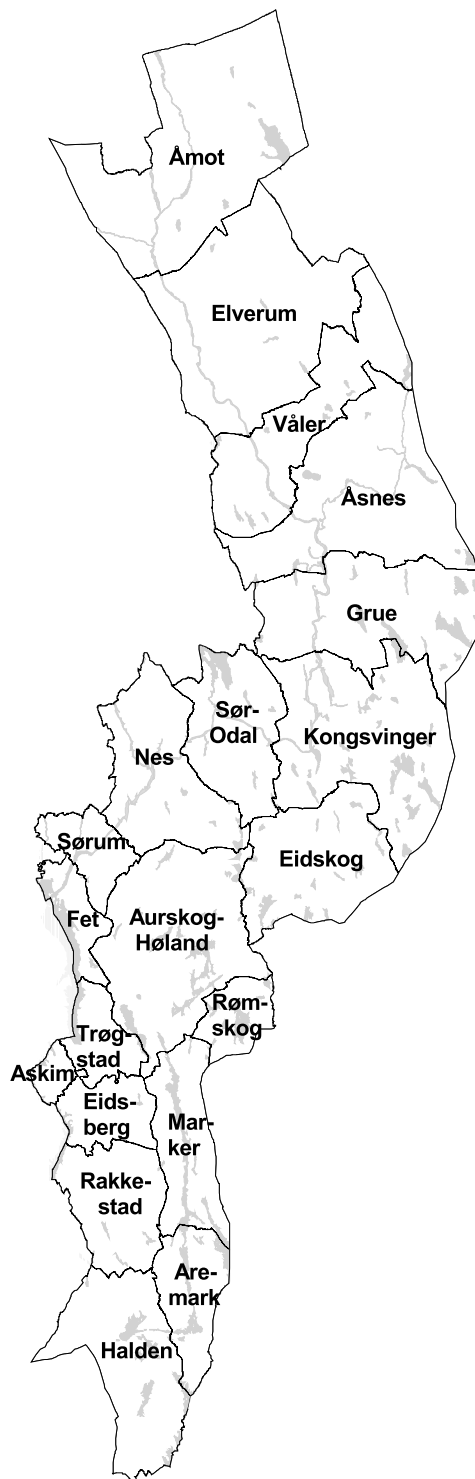 Åmot
Elverum
Våler
Åsnes
Grue
Sør-
Odal
Kongsvinger
Nes
Sørum
Eidskog
Fet
Aurskog-
Høland
Røm-
skog
Trøg-
stad
Askim
Eids-
berg
Mar-
ker
Rakke-
stad
Are-
mark
Halden